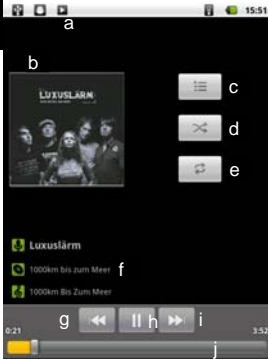 15:51
a
b
LUXUSLÄRM
c
d
e
Luxuslärm
1000km bis zum Meer f
1000km Bis Zum Meer
g h i
0:21 3:52
j